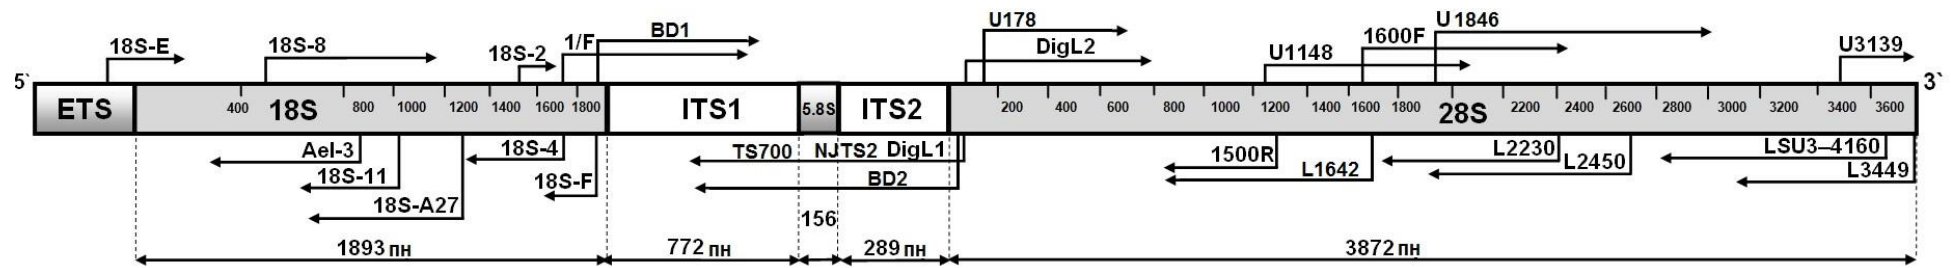 U178
U1846
18S-E
18S-8
18S-2
1/F
BD1
DigL2
U1148
1600F
U3139
5`
ETS
400
18S
800
1000
1200
1400
1600
1800
ITS1
5.8S
ITS2
200
400
600
800
1000
1200
1400
1600
1800
28S
2200
2400
2600
2800
3000
3200
3400
3600
3`
Ael-3
18S-4
TS700
NJTS2
DigL1
1500R
L2230
LSU3–4160
18S-11
18S-F
BD2
L1642
L2450
L3449
18S-A27
156
1893 пн
772 пн
289 пн
3872 пн